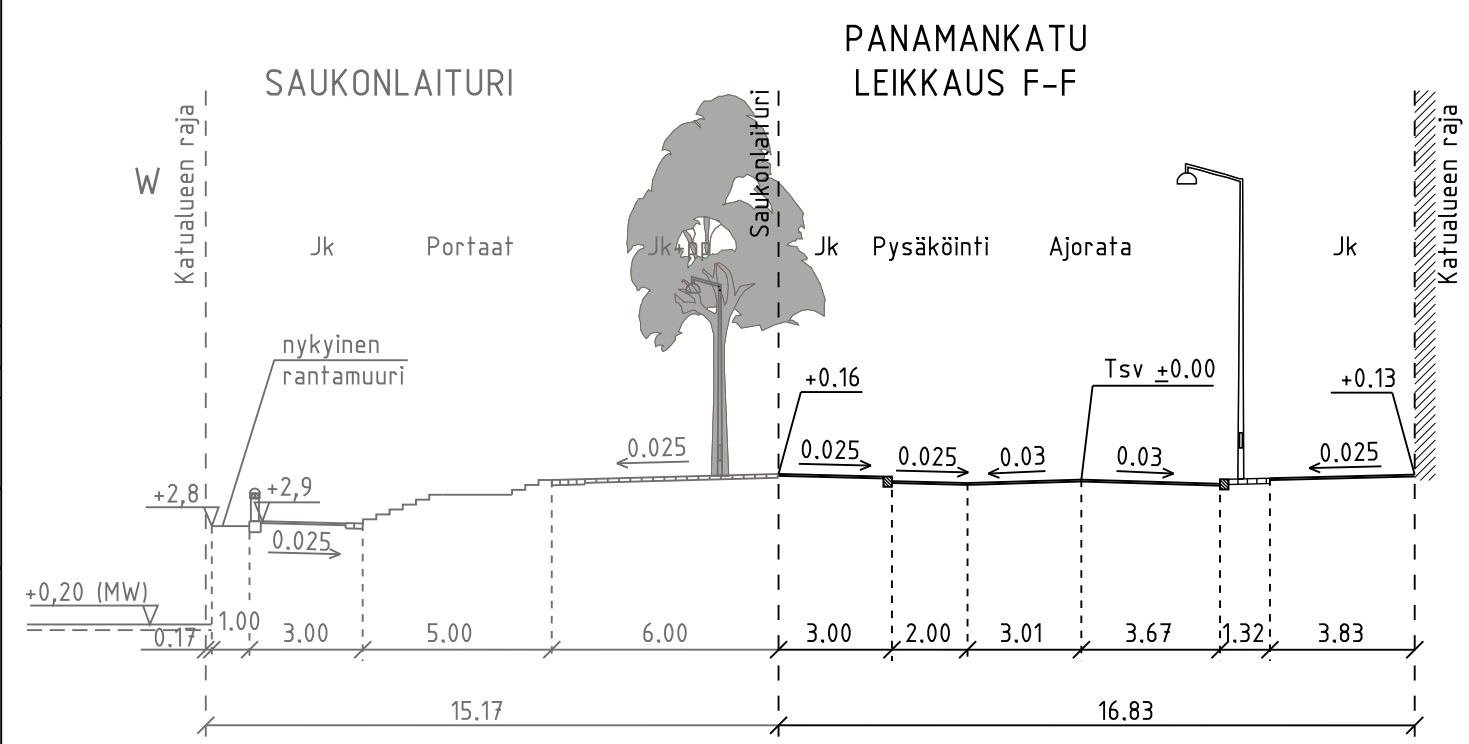 PANAMANKATU
LEIKKAUS F-F
SAUKONLAITURI
Katualueen raja
Saukonlaituri
Katualueen raja
W
Jk
Portaat
Jk+pp
Jk
Pysäköinti
Ajorata
Jk
nykyinen
rantamuuri
+0.16
Tsv ±0.00
+0.13
0.025
0.025
0.025
0.03
0.03
0.025
+2,8
+2,9
0.025
+0,20 (MW)
0.17
1.00
3.00
5.00
6.00
3.00
2.00
3.01
3.67
1.32
3.83
15.17
16.83